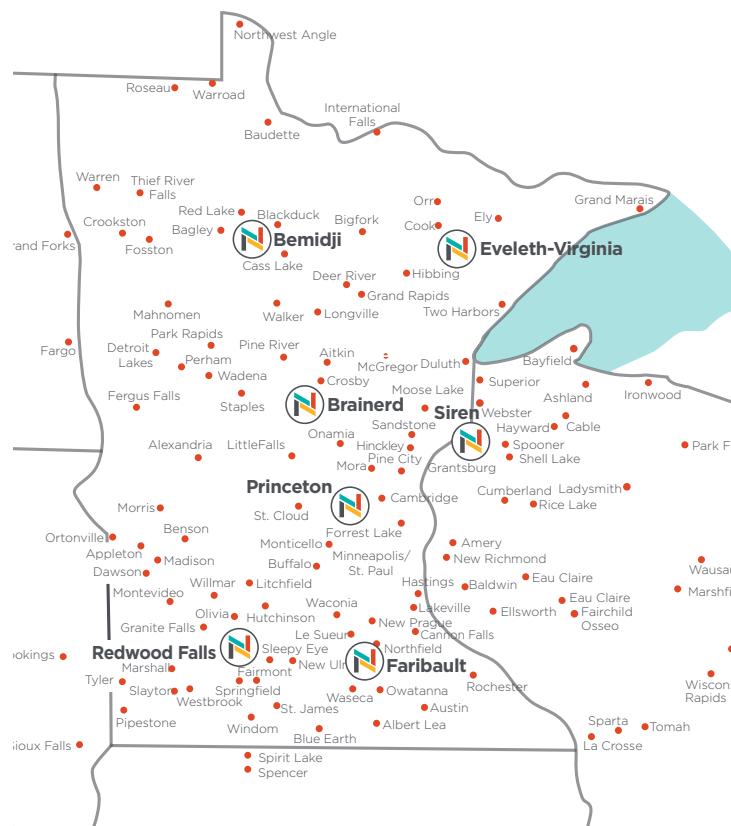 Northwest Angle
Roseau
Warroad
International
Falls
Baudette
Warren
Thief River
Falls
Orr
Grand Marais
Red Lake
Blackduck
Bigfork
Cook
Ely
Crookston
Bagley
rand Forks
Fosston
Bemidji
Eveleth-Virginia
Cass Lake
Deer River
Hibbing
Grand Rapids
Mahnomen
Walker
Longville
Two Harbors
Park Rapids
Fargo
Detroit
Lakes
Pine River
Aitkin
Perham
McGregor
Duluth
Bayfield
Wadena
Crosby
Moose Lake
Superior
Ashland
Ironwood
Fergus Falls
Staples
Brainerd
Siren
Webster
Sandstone
Hayward
Cable
Onamia
Alexandria
LittleFalls
Hinckley
Spooner
Park F
Pine City
Shell Lake
Mora
Grantsburg
Princeton
Cumberland
Ladysmith
Cambridge
Rice Lake
Morris
St. Cloud
Benson
Forrest Lake
Ortonville
Monticello
Amery
Appleton
Minneapolis/
St. Paul
New Richmond
Madison
Buffalo
Wausau
Dawson
Willmar
Litchfield
Hastings
Baldwin
Eau Claire
Montevideo
Marshfi
Eau Claire
Olivia
Hutchinson
Waconia
Lakeville
Ellsworth
Fairchild
Osseo
Granite Falls
New Prague
Le Sueur
Cannon Falls
Redwood Falls
Sleepy Eye
Northfield
ookings
Marshall
New Ulm
Faribault
Fairmont
Tyler
Slayton
Springfield
Waseca
Owatanna
Rochester
Wiscons
Rapids
Westbrook
St. James
Austin
Pipestone
Windom
Albert Lea
Sparta
Tomah
Blue Earth
La Crosse
Sioux Falls
Spirit Lake
Spencer